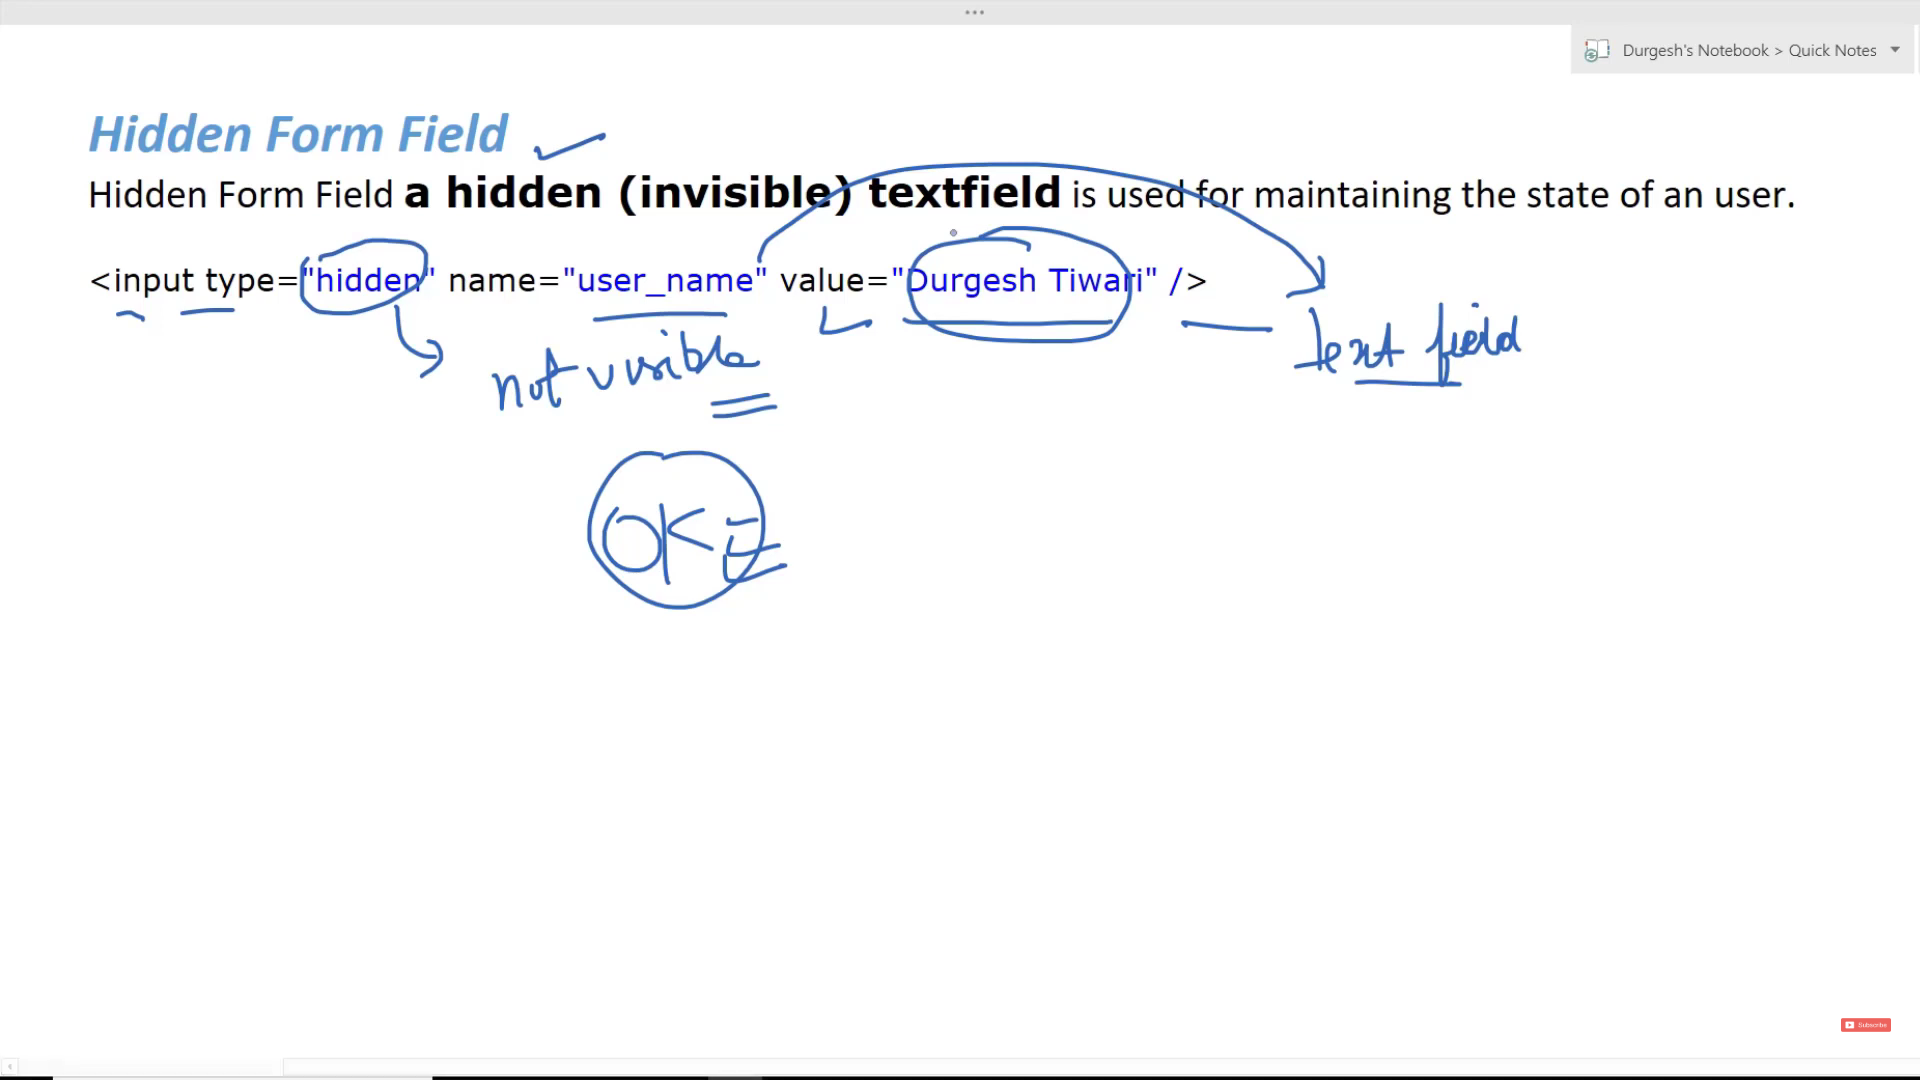 Durgesh's Notebook > Quick Notes
Hidden Form Field
Hidden Form Field a hidden (invisible) textfield is used for maintaining the state of an user.
<input type="hidden" name="user_name" value="Durgesh Tiwari" />
text field
not visible
OK
Subscribe